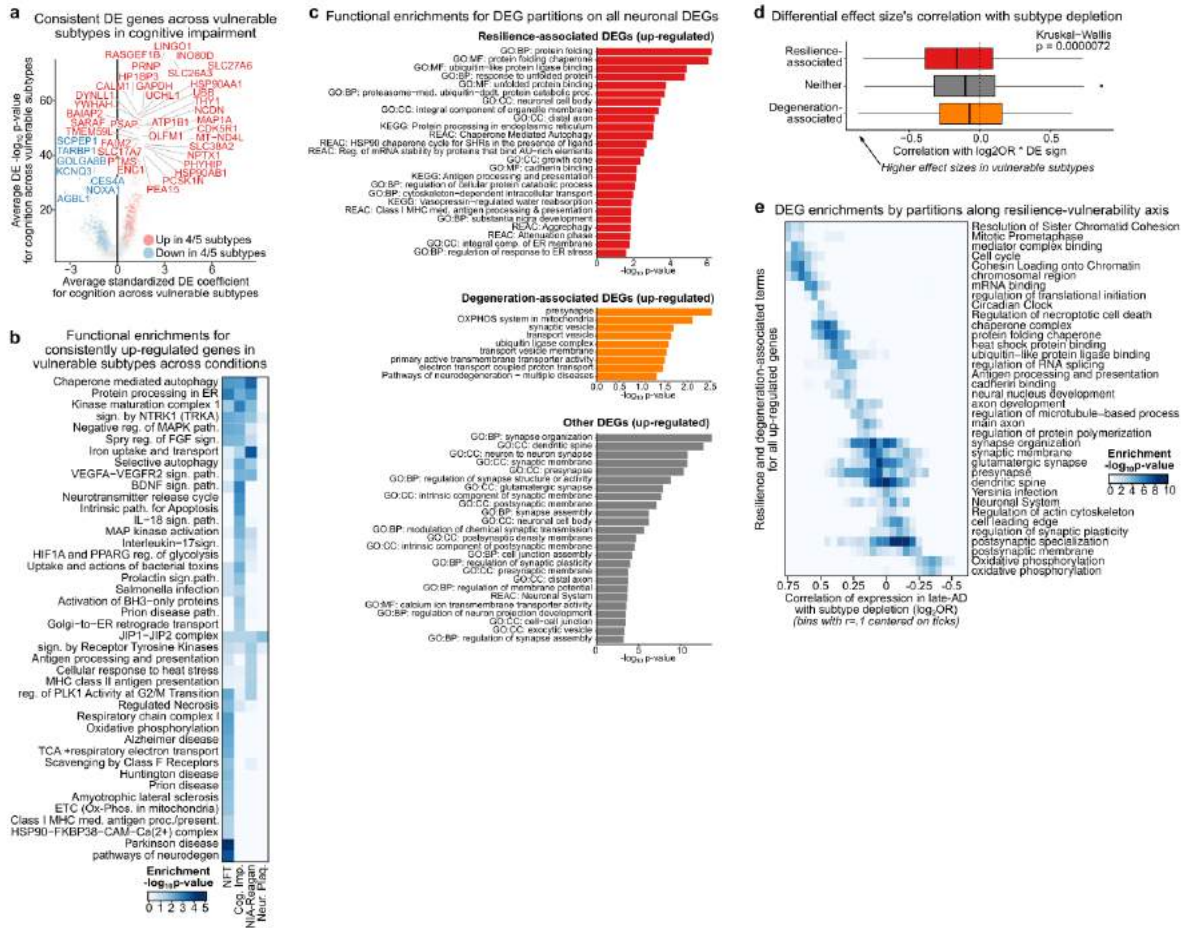 a
Consistent DE genes across vulnerable
subtypes in cognitive impairment
LINGO1
RASGEF1B
INO80D
PRNP
SLC27A6
HP1BP3
SLC26A3
CALM1
GAPDH
HSP90AA1
DYNLL1
UCHL1
UBB
YWHAH
THY1
BAIAP2
NCDN
SARAF
PSAP
ATP1B1
MAP1A
TMEM59L
CDK5R1
SCPEP1
OLFM1
MT-ND4L
TARBP1
FAIM2
SLC38A2
GOLGA8B
SLC17A7
NPTX1
KCNQ3
PTMS
PHYHIP
CES4A
ENC1
HSP90AB1
NOXA1
PCSK1N
AGBL1
PEA15
Average DE -log10 p-value
for cognition across vulnerable subtypes
60
40
20
Up in 4/5 subtypes
Down in 4/5 subtypes
−3 0 3 6
Average standardized DE coefficient
for cognition across vulnerable subtypes
b
Functional enrichments for
consistently up-regulated genes in
vulnerable subtypes across conditions
Chaperone mediated autophagy
Protein processing in ER
Kinase maturation complex 1
sign. by NTRK1 (TRKA)
Negative reg. of MAPK path.
Spry reg. of FGF sign.
Iron uptake and transport
Selective autophagy
VEGFA−VEGFR2 sign. path.
BDNF sign. path.
Neurotransmitter release cycle
Intrinsic path. for Apoptosis
IL−18 sign. path.
MAP kinase activation
Interleukin−17sign.
HIF1A and PPARG reg. of glycolysis
Uptake and actions of bacterial toxins
Prolactin sign.path.
Salmonella infection
Activation of BH3−only proteins
Prion disease path.
Golgi−to−ER retrograde transport
JIP1−JIP2 complex
sign. by Receptor Tyrosine Kinases
Antigen processing and presentation
Cellular response to heat stress
MHC class II antigen presentation
reg. of PLK1 Activity at G2/M Transition
Regulated Necrosis
Respiratory chain complex I
Oxidative phosphorylation
Alzheimer disease
TCA +respiratory electron transport
Scavenging by Class F Receptors
Huntington disease
Prion disease
Amyotrophic lateral sclerosis
ETC (Ox-Phos. in mitochondria)
Class I MHC med. antigen proc./present.
HSP90−FKBP38−CAM−Ca(2+) complex
Parkinson disease
pathways of neurodegen
Enrichment
-log10p-value
0 1 2 3 4 5
NFT
Cog. Imp.
NIA-Reagan
Neur. Plaq.
c
Functional enrichments for DEG partitions on all neuronal DEGs
Resilience-associated DEGs (up-regulated)
GO:BP: protein folding
GO:MF: protein folding chaperone
GO:MF: ubiquitin−like protein ligand binding
GO:BP: response to unfolded protein
GO:MF: unfolded protein binding
GO:BP: proteasome−med. ubiquitin−dpdt. protein catabolic proc.
GO:CC: neuronal cell body
GO:CC: integral component of organelle membrane
GO:CC: distal axon
KEGG: Protein processing in endoplasmic reticulum
REAC: Chaperone Mediated Autophagy
REAC: HSP90 chaperone cycle for SHRs in the presence of ligand
REAC: Reg. of mRNA stability by proteins that bind AU−rich elements
GO:CC: growth cone
GO:MF: cadherin binding
KEGG: Antigen processing and presentation
GO:BP: regulation of cellular protein catabolic process
GO:BP: cytoskeleton−dependent intracellular transport
KEGG: Vasopressin−regulated water reabsorption
REAC: Class I MHC med. antigen processing & presentation
GO:BP: substantia nigra development
REAC: Aggrephagy
REAC: Attenuation phase
GO:CC: integral comp. of ER membrane
GO:BP: regulation of response to ER stress
0 2 4 6
-log10 p-value
Degeneration-associated DEGs (up-regulated)
presynapse
OXPHOS system in mitochondria
synaptic vesicle
transport vesicle
ubiquitin ligase complex
transport vesicle membrane
primary active transmembrane transporter activity
electron transport coupled proton transport
Pathways of neurodegeneration − multiple diseases
0.0 0.5 1.0 1.5 2.0 2.5
-log10 p-value
Other DEGs (up-regulated)
GO:BP: synapse organization
GO:CC: dendritic spine
GO:CC: neuron to neuron synapse
GO:CC: synaptic membrane
GO:CC: presynapse
GO:BP: regulation of synapse structure or activity
GO:CC: glutamatergic synapse
GO:CC: intrinsic component of synaptic membrane
GO:CC: postsynaptic membrane
GO:BP: synapse assembly
GO:CC: neuronal cell body
GO:BP: modulation of chemical synaptic transmission
GO:CC: postsynaptic density membrane
GO:CC: intrinsic component of postsynaptic membrane
GO:BP: cell junction assembly
GO:BP: regulation of synaptic plasticity
GO:CC: presynaptic membrane
GO:CC: distal axon
GO:BP: regulation of membrane potential
REAC: Neuronal System
GO:MF: calcium ion transmembrane transporter activity
GO:BP: regulation of neuron projection development
GO:CC: cell−cell junction
GO:CC: exocytic vesicle
GO:BP: regulation of synapse assembly
0 5 10
-log10 p-value
d
Differential effect size's correlation with subtype depletion
Kruskal−Wallis
p = 0.0000072
Resilience-
associated
Neither
Degeneration-
associated
−0.5 0.0 0.5
Correlation with log2OR * DE sign
Higher effect sizes in vulnerable subtypes
e
DEG enrichments by partitions along resilience-vulnerability axis
Resilience and degeneration-associated terms
for all up-regulated genes
Resolution of Sister Chromatid Cohesion
Mitotic Prometaphase
mediator complex binding
Cell cycle
Cohesin Loading onto Chromatin
chromosomal region
mRNA binding
regulation of translational initiation
Circadian Clock
Regulation of necroptotic cell death
chaperone complex
protein folding chaperone
heat shock protein binding
ubiquitin−like protein ligand binding
regulation of RNA splicing
Antigen processing and presentation
cadherin binding
neural nucleus development
axon development
regulation of microtubule−based process
main axon
regulation of protein polymerization
synapse organization
synaptic membrane
glutamatergic synapse
presynapse
dendritic spine
Yersinia infection
Neuronal System
Regulation of actin cytoskeleton
cell leading edge
regulation of synaptic plasticity
postsynaptic specialization
postsynaptic membrane
Oxidative phosphorylation
oxidative phosphorylation
Enrichment
-log10p-value
0 2 4 6 8 10
0.75 0.5 0.25 0 -0.25 -0.5
Correlation of expression in late-AD
with subtype depletion (log2OR)
(bins with r=.1 centered on ticks)